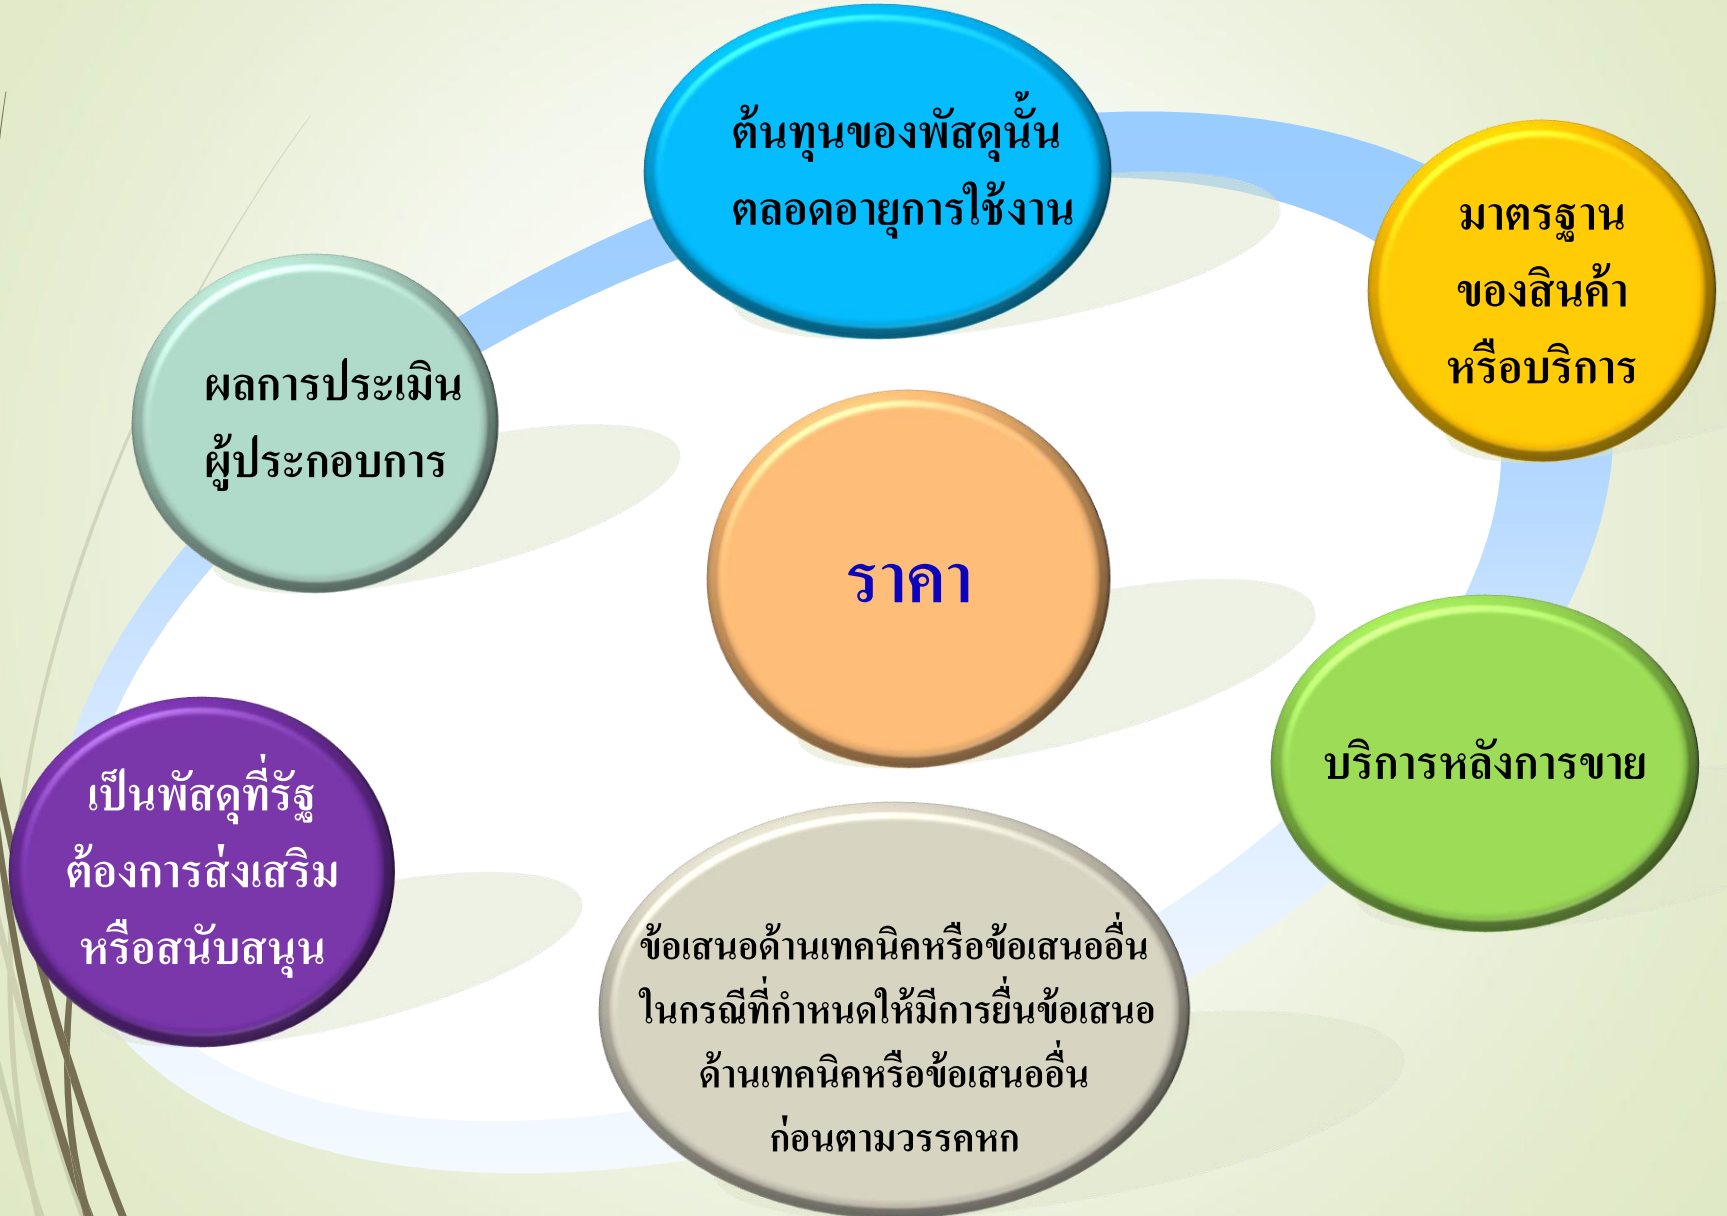 ต้นทุนของพัสดุนั้น
ตลอดอายุการใช้งาน
มาตรฐาน
ของสินค้า
หรือบริการ
ผลการประเมิน
ผู้ประกอบการ
ราคา
บริการหลังการขาย
เป็นพัสดุที่รัฐ
ต้องการส่งเสริม
หรือสนับสนุน
ข้อเสนอด้านเทคนิคหรือข้อเสนออื่น
ในกรณีที่กำหนดให้มีการยื่นข้อเสนอ
ด้านเทคนิคหรือข้อเสนออื่น
ก่อนตามวรรคหก